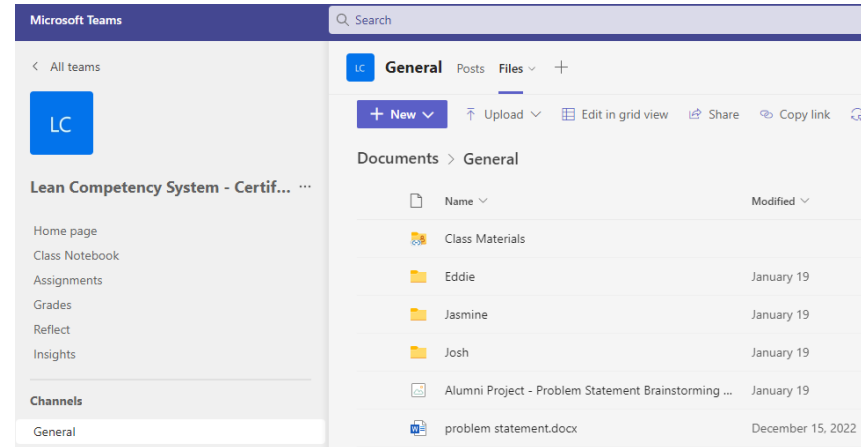 Microsoft Teams
Search
All teams
LC
Lean Competency System - Certif... ...
Home page
Class Notebook
Assignments
Grades
Reflect
Insights
Channels
General
LC General Posts Files
New Upload Edit in grid view Share Copy link
Documents > General
Name Modified
Class Materials
Eddie January 19
Jasmine January 19
Josh January 19
Alumni Project - Problem Statement Brainstorming ... January 19
problem statement.docx December 15, 2022